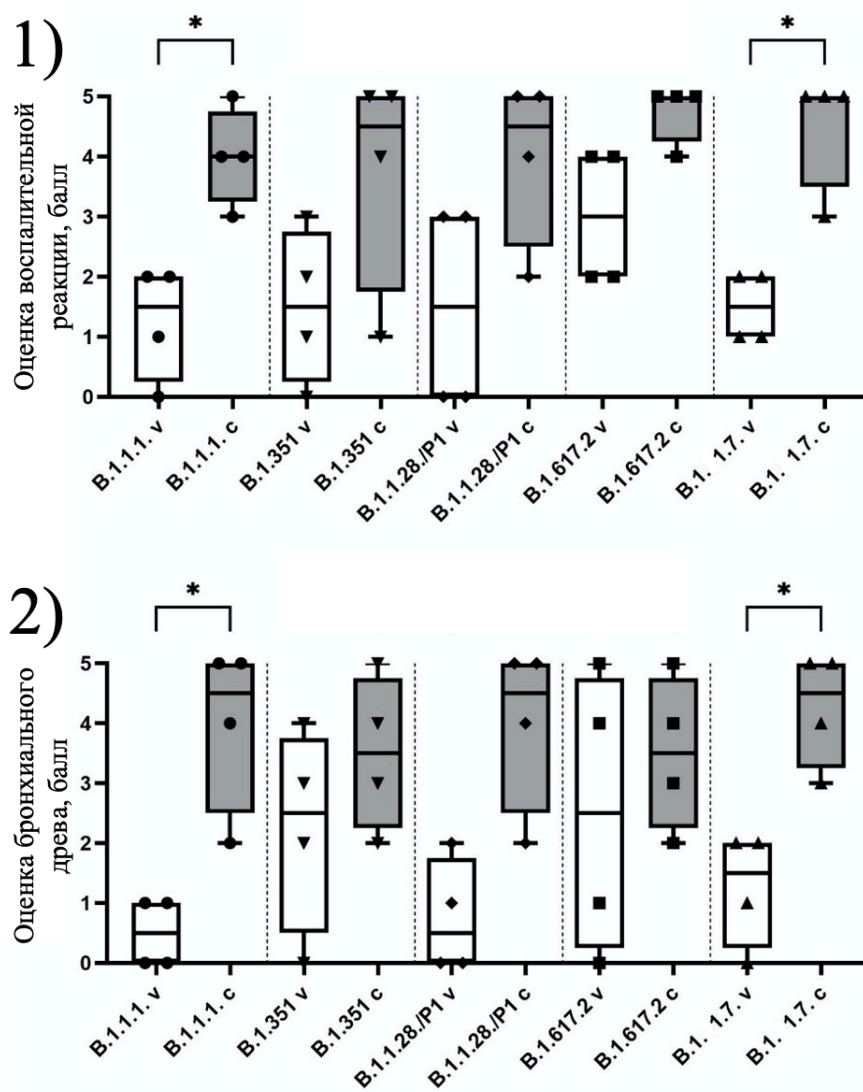 1)
*
*
Оценка воспалительной
реакции, балл
5
4
3
2
1
0
B.1.1.1. v
B.1.1.1. c
B.1.351 v
B.1.351 c
B.1.1.28./P1 v
B.1.1.28./P1 c
B.1.617.2 v
B.1.617.2 c
B.1. 1.7. v
B.1. 1.7. c
2)
*
*
Оценка бронхиального
древа, балл
5
4
3
2
1
0
B.1.1.1. v
B.1.1.1. c
B.1.351 v
B.1.351 c
B.1.1.28./P1 v
B.1.1.28./P1 c
B.1.617.2 v
B.1.617.2 c
B.1. 1.7. v
B.1. 1.7. c